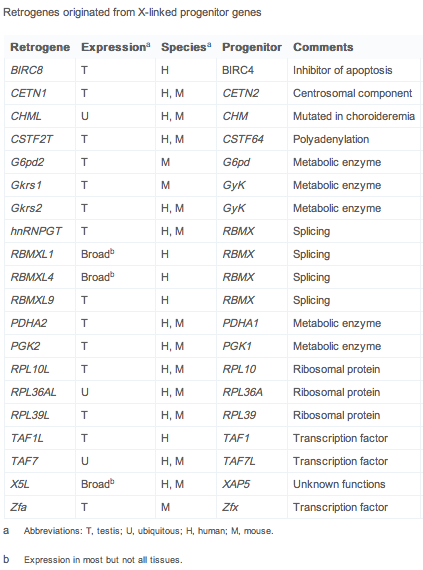 Retrogenes originated from X-linked progenitor genes
Retrogene Expressionᵃ Speciesᵃ Progenitor Comments
BIRC8 T H BIRC4 Inhibitor of apoptosis
CETN1 T H, M CETN2 Centrosomal component
CHML U H, M CHM Mutated in choroideremia
CSTF2T T H, M CSTF64 Polyadenylation
G6pd2 T M G6pd Metabolic enzyme
Gkrs1 T M GyK Metabolic enzyme
Gkrs2 T H, M GyK Metabolic enzyme
hnRNPGT T H, M RBMX Splicing
RBMXL1 Broadᵇ H RBMX Splicing
RBMXL4 Broadᵇ H RBMX Splicing
RBMXL9 T H RBMX Splicing
PDHA2 T H, M PDHA1 Metabolic enzyme
PGK2 T H, M PGK1 Metabolic enzyme
RPL10L T H, M RPL10 Ribosomal protein
RPL36AL U H, M RPL36A Ribosomal protein
RPL39L T H, M RPL39 Ribosomal protein
TAF1L T H TAF1 Transcription factor
TAF7 U H, M TAF7L Transcription factor
X5L Broadᵇ H, M XAP5 Unknown functions
Zfa T M Zfx Transcription factor
a Abbreviations: T, testis; U, ubiquitous; H, human; M, mouse.
b Expression in most but not all tissues.